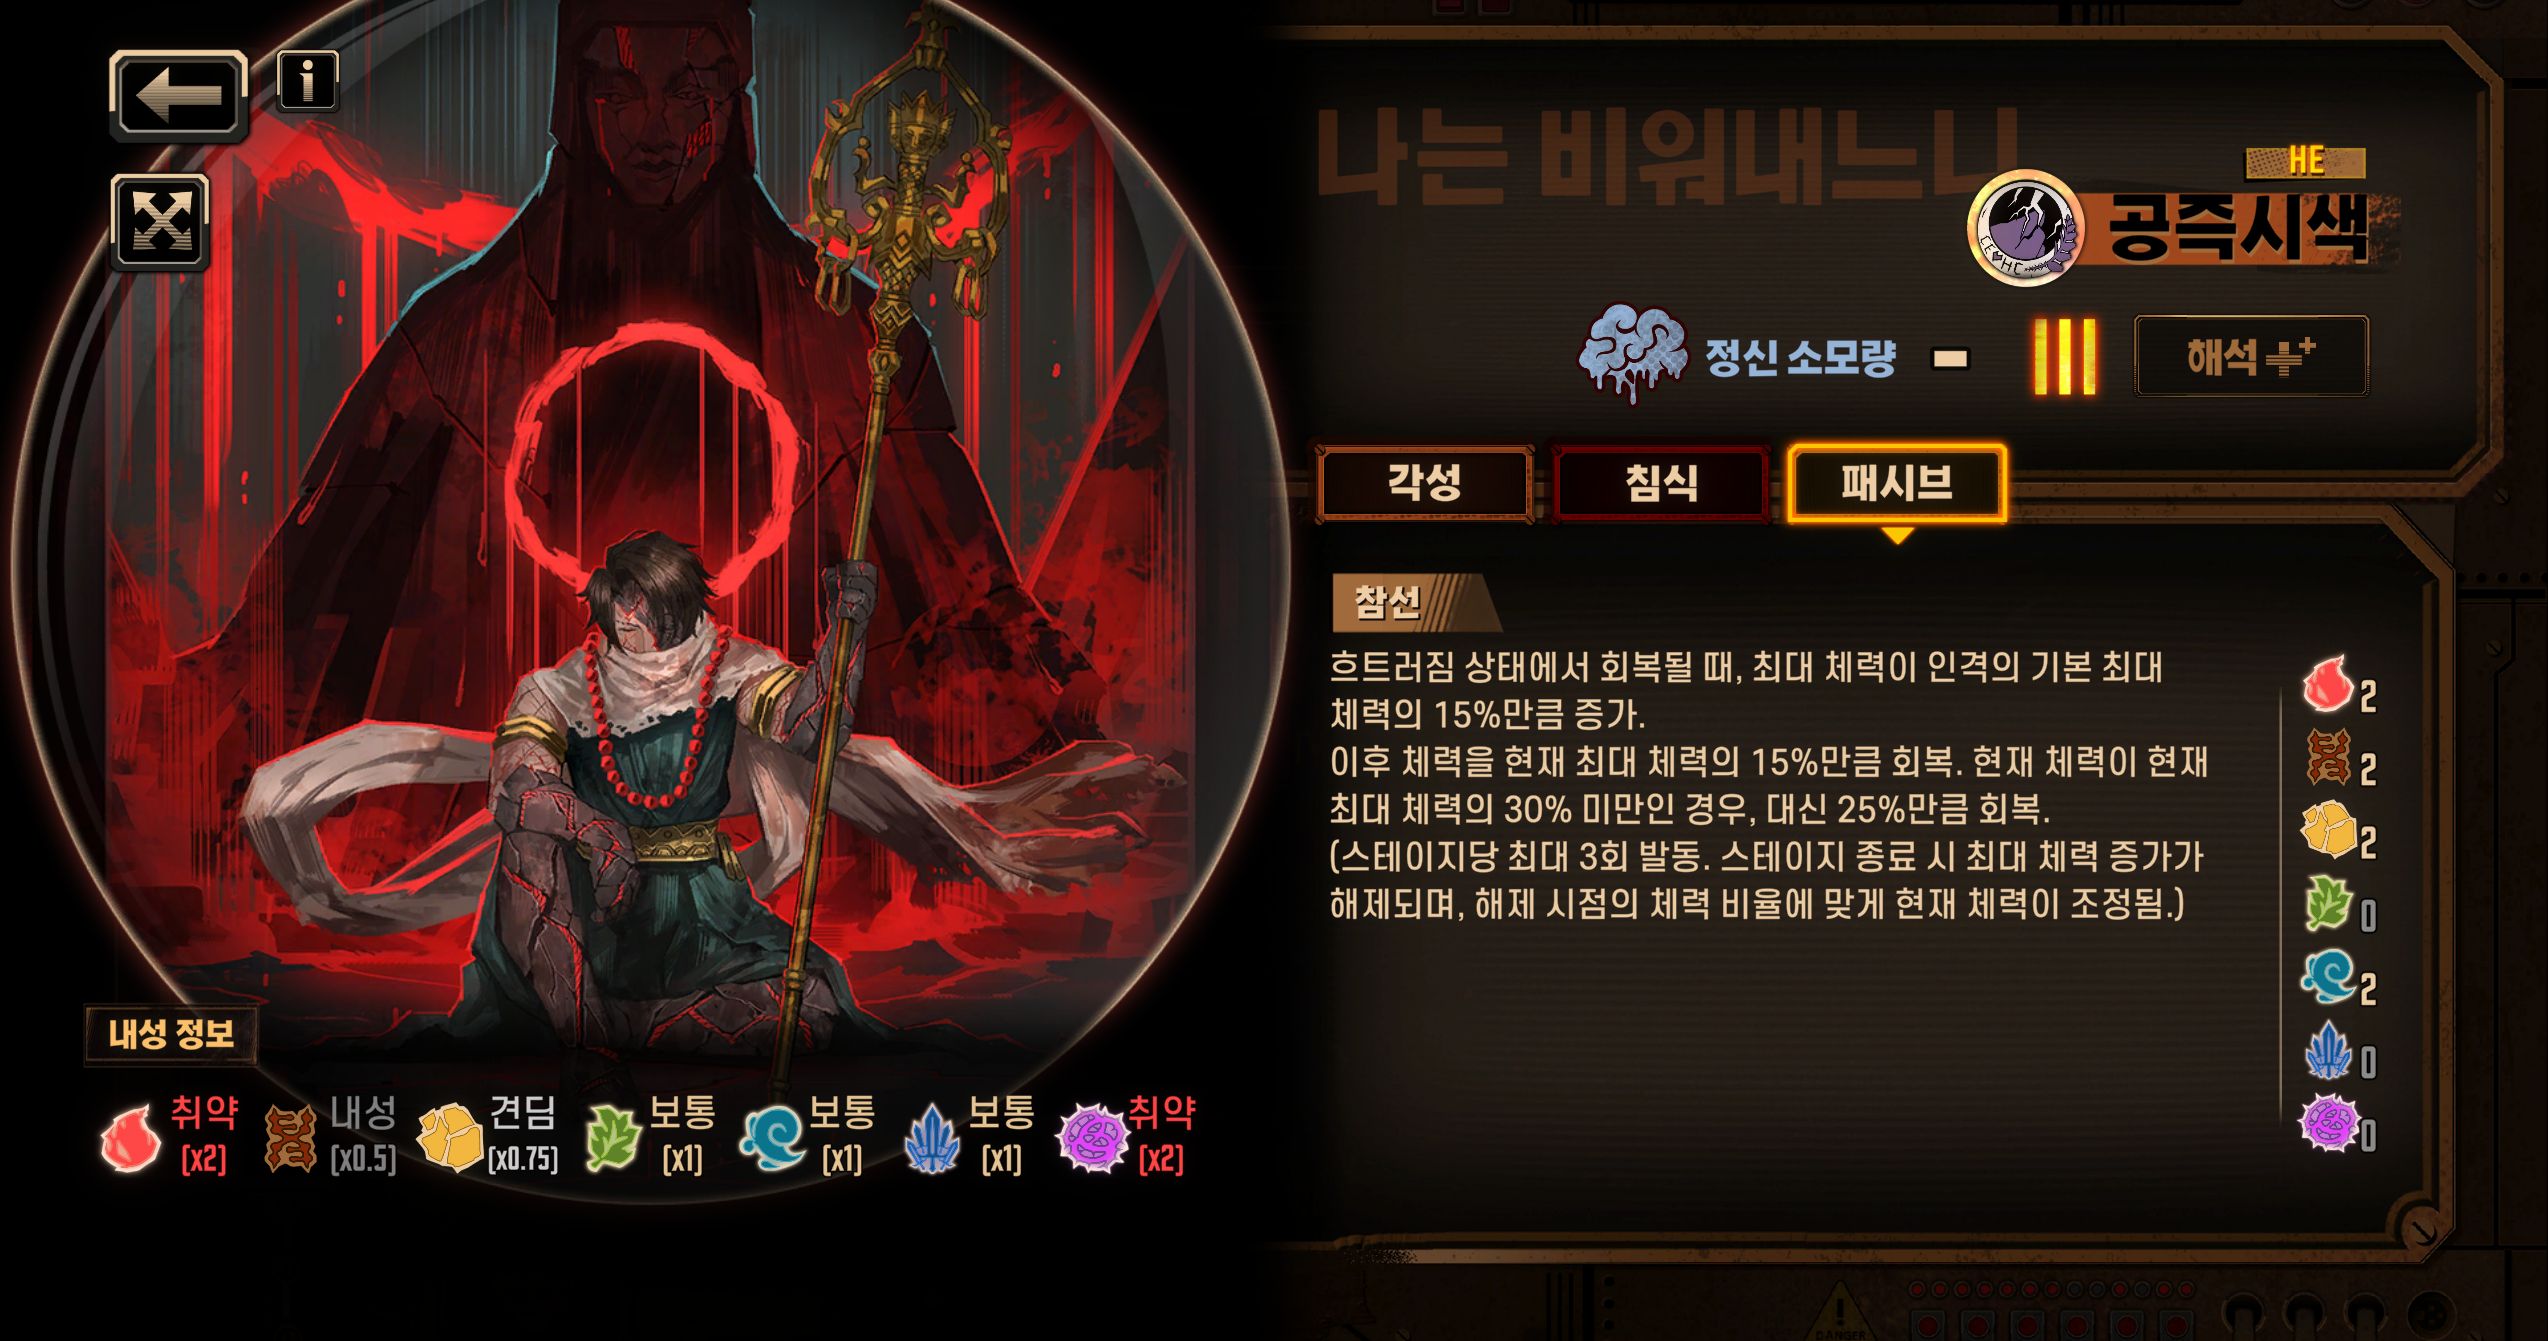 나는 비워내느니
HE
공즉시색
정신 소모량 -
III
해석
각성
침식
패시브
참선
흐트러짐 상태에서 회복될 때, 최대 체력이 인격의 기본 최대
체력의 15%만큼 증가.
이후 체력을 현재 최대 체력의 15%만큼 회복. 현재 체력이 현재
최대 체력의 30% 미만인 경우, 대신 25%만큼 회복.
(스테이지당 최대 3회 발동. 스테이지 종료 시 최대 체력 증가가
해제되며, 해제 시점의 체력 비율에 맞게 현재 체력이 조정됨.)
2
2
2
0
2
0
0
내성 정보
취약 내성 견딤 보통 보통 보통 취약
[x2] [x0.5] [x0.75] [x1] [x1] [x1] [x2]
DANGER